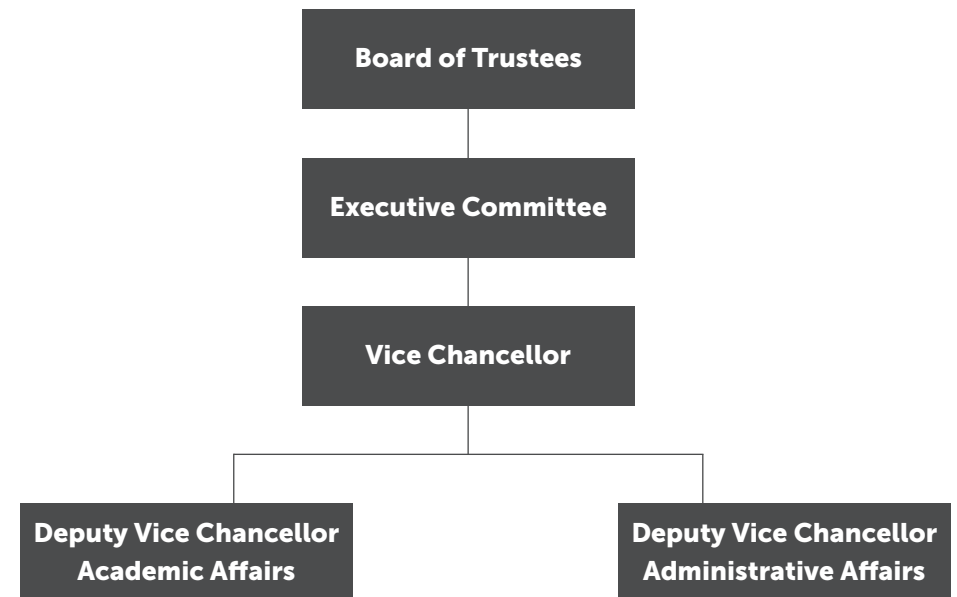 Board of Trustees
Executive Committee
Vice Chancellor
Deputy Vice Chancellor
Academic Affairs
Deputy Vice Chancellor
Administrative Affairs